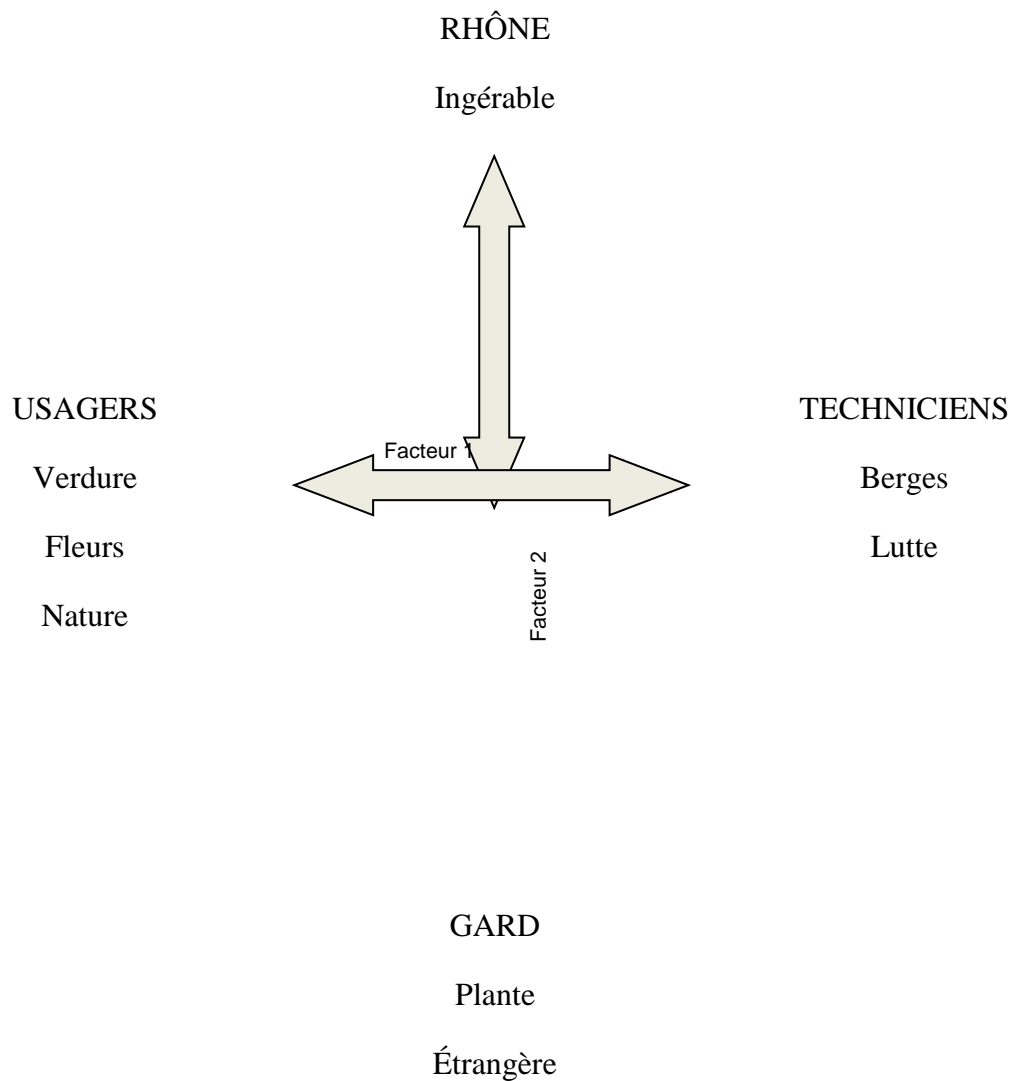 RHÔNE
Ingérable
USAGERS
Verdure
Fleurs
Nature
TECHNICIENS
Berges
Lutte
Facteur 1
Facteur 2
GARD
Plante
Étrangère